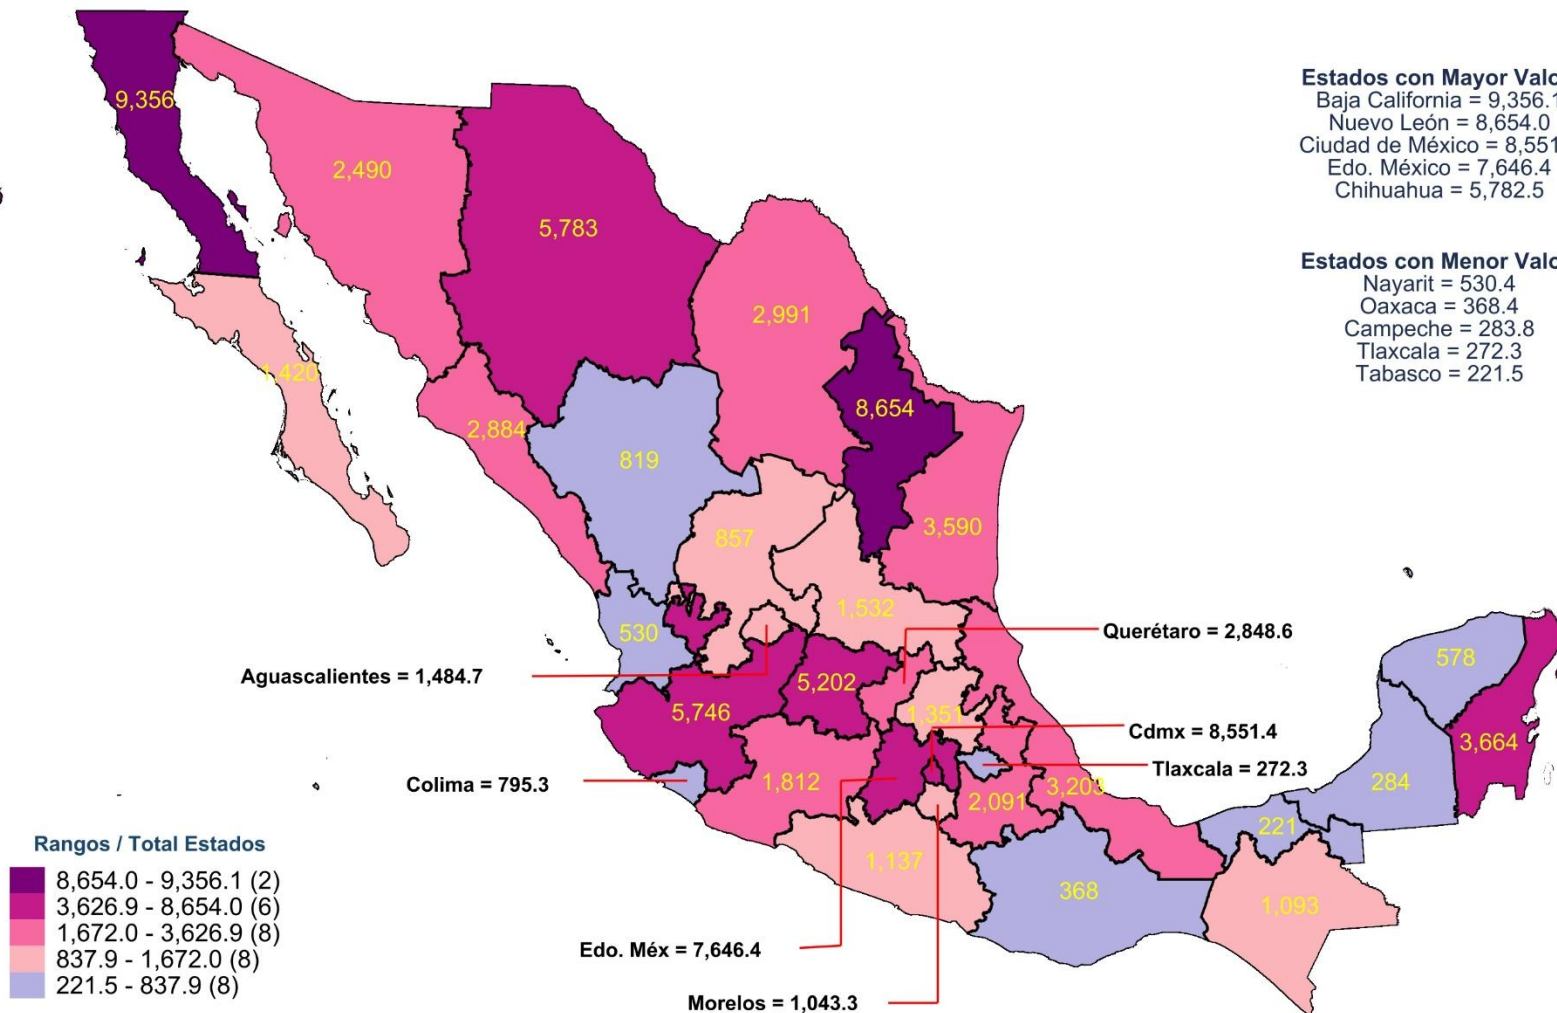 Estados con Mayor Valo
Baja California = 9,356.1
Nuevo León = 8,654.0
Ciudad de México = 8,551
Edo. México = 7,646.4
Chihuahua = 5,782.5
Estados con Menor Valo
Nayarit = 530.4
Oaxaca = 368.4
Campeche = 283.8
Tlaxcala = 272.3
Tabasco = 221.5
9,356
2,490
5,783
2,991
1,420
8,654
2,884
819
3,590
857
1,532
530
Querétaro = 2,848.6
578
Aguascalientes = 1,484.7
5,202
5,746
1,351
Cdmx = 8,551.4
3,664
Tlaxcala = 272.3
Colima = 795.3
1,812
2,091
3,203
284
221
1,137
368
1,093
Edo. Méx = 7,646.4
Morelos = 1,043.3
Rangos / Total Estados
8,654.0 - 9,356.1 (2)
3,626.9 - 8,654.0 (6)
1,672.0 - 3,626.9 (8)
837.9 - 1,672.0 (8)
221.5 - 837.9 (8)